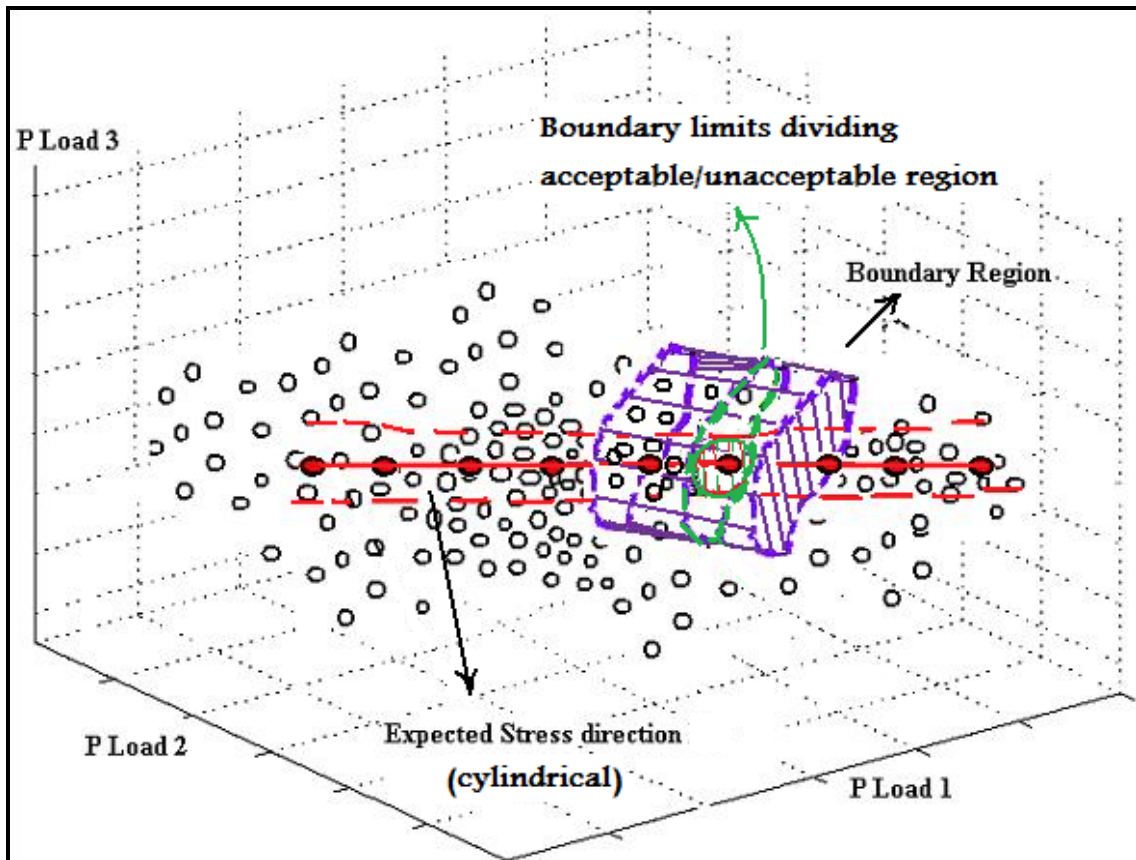 P Load 3
Boundary limits dividing
acceptable/unacceptable region
Boundary Region
P Load 2
Expected Stress direction
(cylindrical)
P Load 1